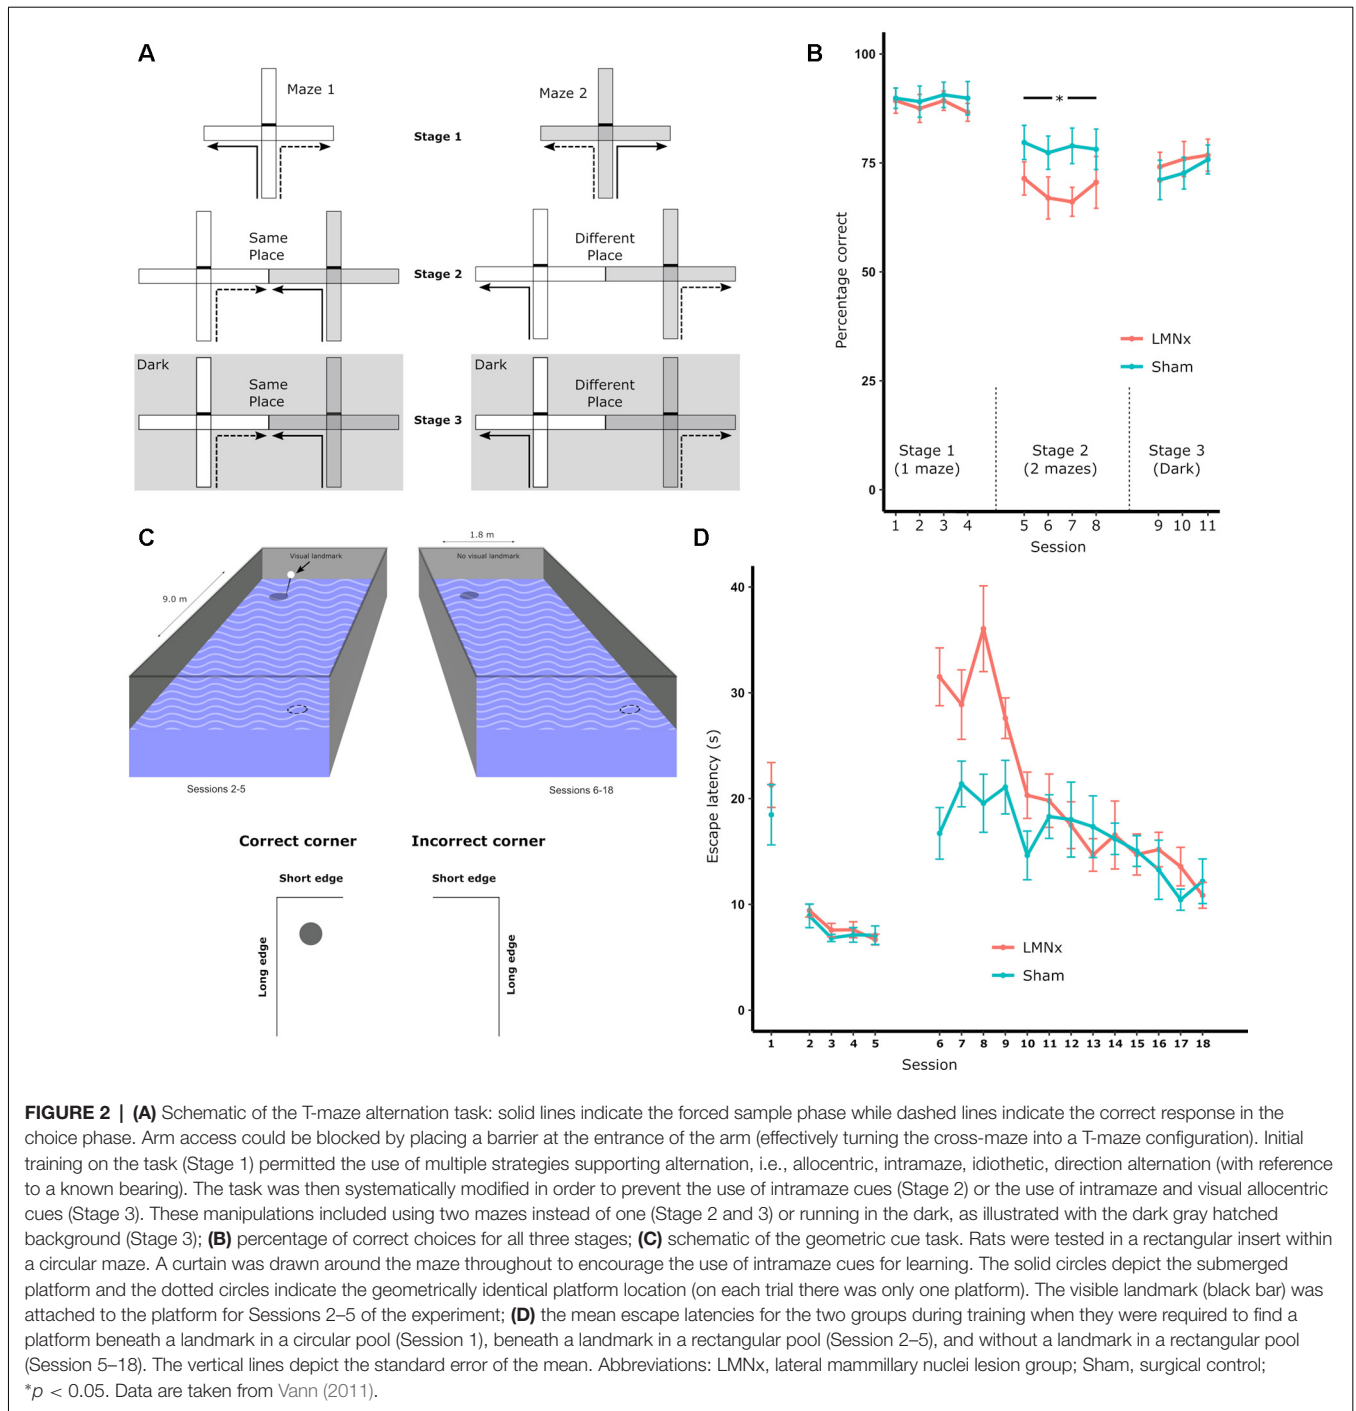 A
Maze 1
Maze 2
Stage 1
Same
Place
Different
Place
Stage 2
Dark
Same
Place
Dark
Different
Place
Stage 3
B
100
75
50
25
0
Percentage correct
*
LMNx
Sham
Stage 1
(1 maze)
Stage 2
(2 mazes)
Stage 3
(Dark)
1 2 3 4 5 6 7 8 9 10 11
Session
C
Visual landmark
9.0 m
1.8 m
No visual landmark
Sessions 2-5
Sessions 6-18
Correct corner
Incorrect corner
Short edge
Short edge
Long edge
Long edge
D
40
30
20
10
0
Escape latency (s)
LMNx
Sham
1 2 3 4 5 6 7 8 9 10 11 12 13 14 15 16 17 18
Session
FIGURE 2 | (A) Schematic of the T-maze alternation task: solid lines indicate the forced sample phase while dashed lines indicate the correct response in the
choice phase. Arm access could be blocked by placing a barrier at the entrance of the arm (effectively turning the cross-maze into a T-maze configuration). Initial
training on the task (Stage 1) permitted the use of multiple strategies supporting alternation, i.e., allocentric, intramaze, idiothetic, direction alternation (with reference
to a known bearing). The task was then systematically modified in order to prevent the use of intramaze cues (Stage 2) or the use of intramaze and visual allocentric
cues (Stage 3). These manipulations included using two mazes instead of one (Stage 2 and 3) or running in the dark, as illustrated with the dark gray hatched
background (Stage 3); (B) percentage of correct choices for all three stages; (C) schematic of the geometric cue task. Rats were tested in a rectangular insert within
a circular maze. A curtain was drawn around the maze throughout to encourage the use of intramaze cues for learning. The solid circles depict the submerged
platform and the dotted circles indicate the geometrically identical platform location (on each trial there was only one platform). The visible landmark (black bar) was
attached to the platform for Sessions 2–5 of the experiment; (D) the mean escape latencies for the two groups during training when they were required to find a
platform beneath a landmark in a circular pool (Session 1), beneath a landmark in a rectangular pool (Session 2–5), and without a landmark in a rectangular pool
(Session 5–18). The vertical lines depict the standard error of the mean. Abbreviations: LMNx, lateral mammillary nuclei lesion group; Sham, surgical control;
*p < 0.05. Data are taken from Vann (2011).